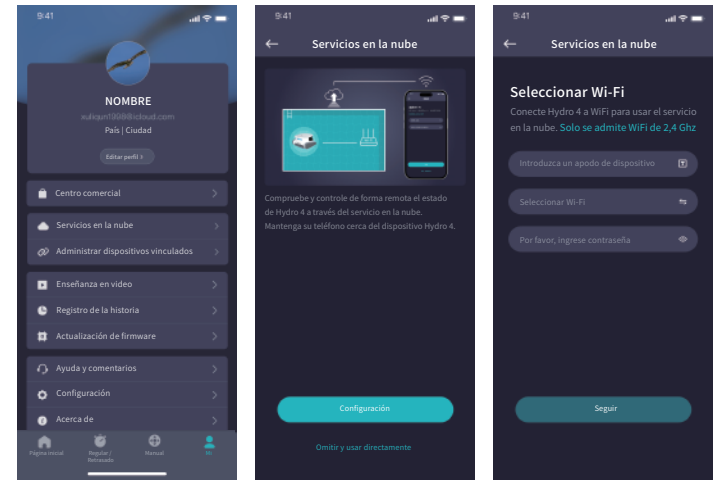 9:41
NOMBRE
País | Ciudad
Editar perfil >
Centro comercial
Servicios en la nube
Administrar dispositivos vinculados
Enseñanza en video
Registro de la historia
Actualización de firmware
Ayuda y comentarios
Configuración
Acerca de
Página inicial
Regular /
Retrasado
Manual
Mi
9:41
Servicios en la nube
Compruebe y controle de forma remota el estado
de Hydro 4 a través del servicio en la nube.
Mantenga su teléfono cerca del dispositivo Hydro 4.
Configuración
Omitir y usar directamente
9:41
Servicios en la nube
Seleccionar Wi-Fi
Conecte Hydro 4 a WiFi para usar el servicio
en la nube. Solo se admite WiFi de 2,4 Ghz
Introduzca un apodo de dispositivo
Seleccionar Wi-Fi
Por favor, ingrese contraseña
Seguir